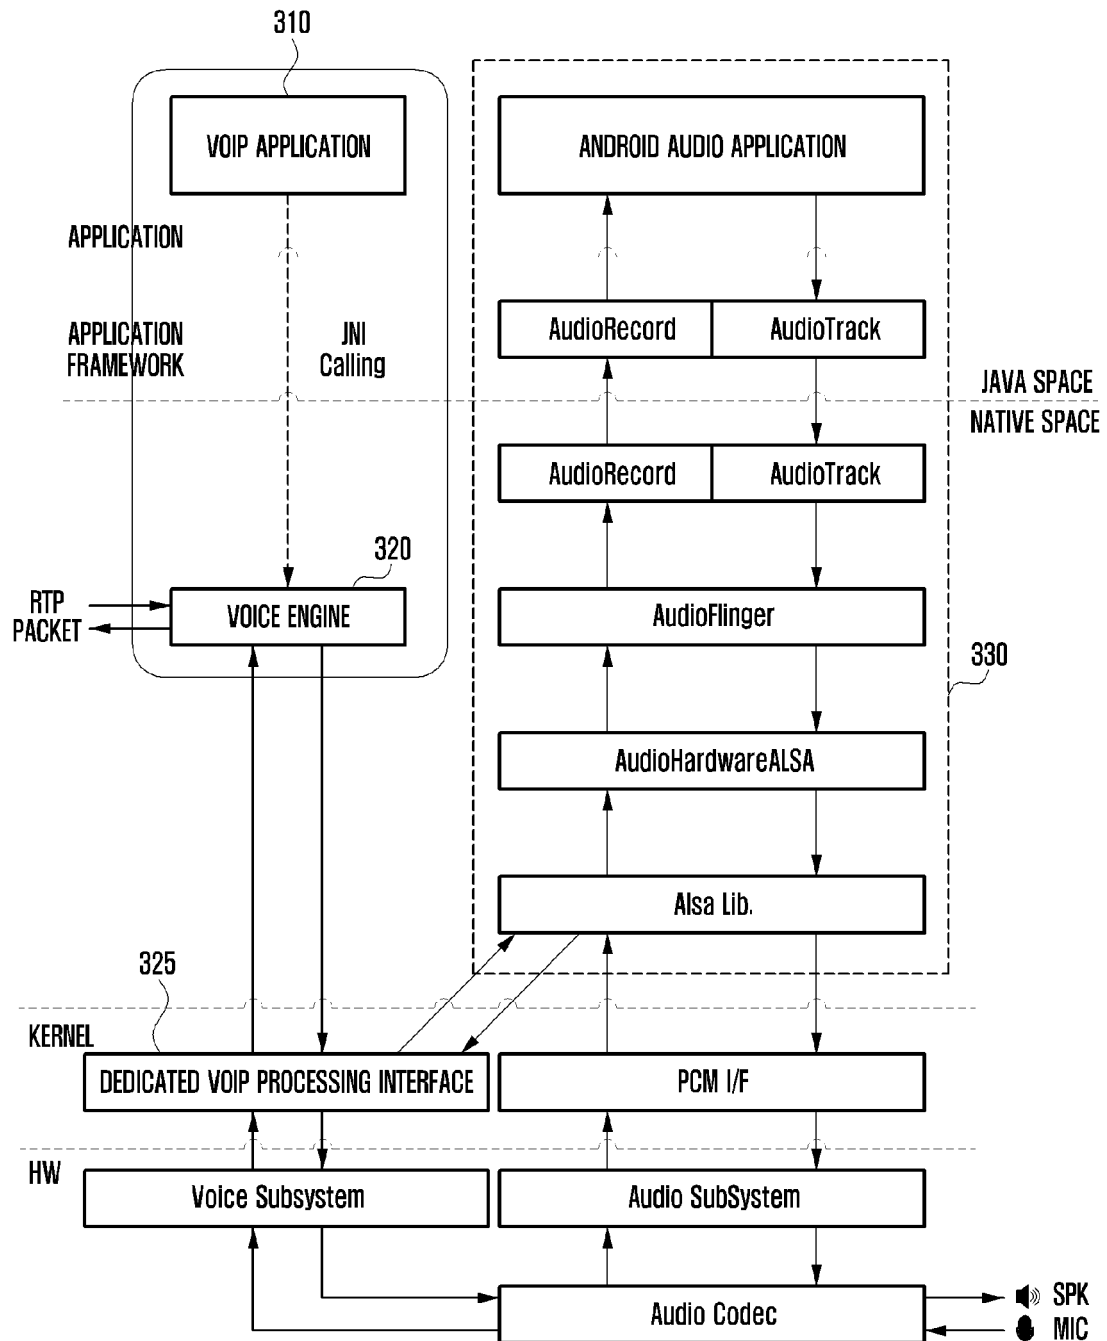 310
VOIP APPLICATION
ANDROID AUDIO APPLICATION
APPLICATION
APPLICATION
FRAMEWORK
JNI
Calling
AudioRecord
AudioTrack
JAVA SPACE
NATIVE SPACE
AudioRecord
AudioTrack
320
RTP
PACKET
VOICE ENGINE
AudioFlinger
330
AudioHardwareALSA
Alsa Lib.
325
KERNEL
DEDICATED VOIP PROCESSING INTERFACE
PCM I/F
HW
Voice Subsystem
Audio SubSystem
Audio Codec
SPK
MIC